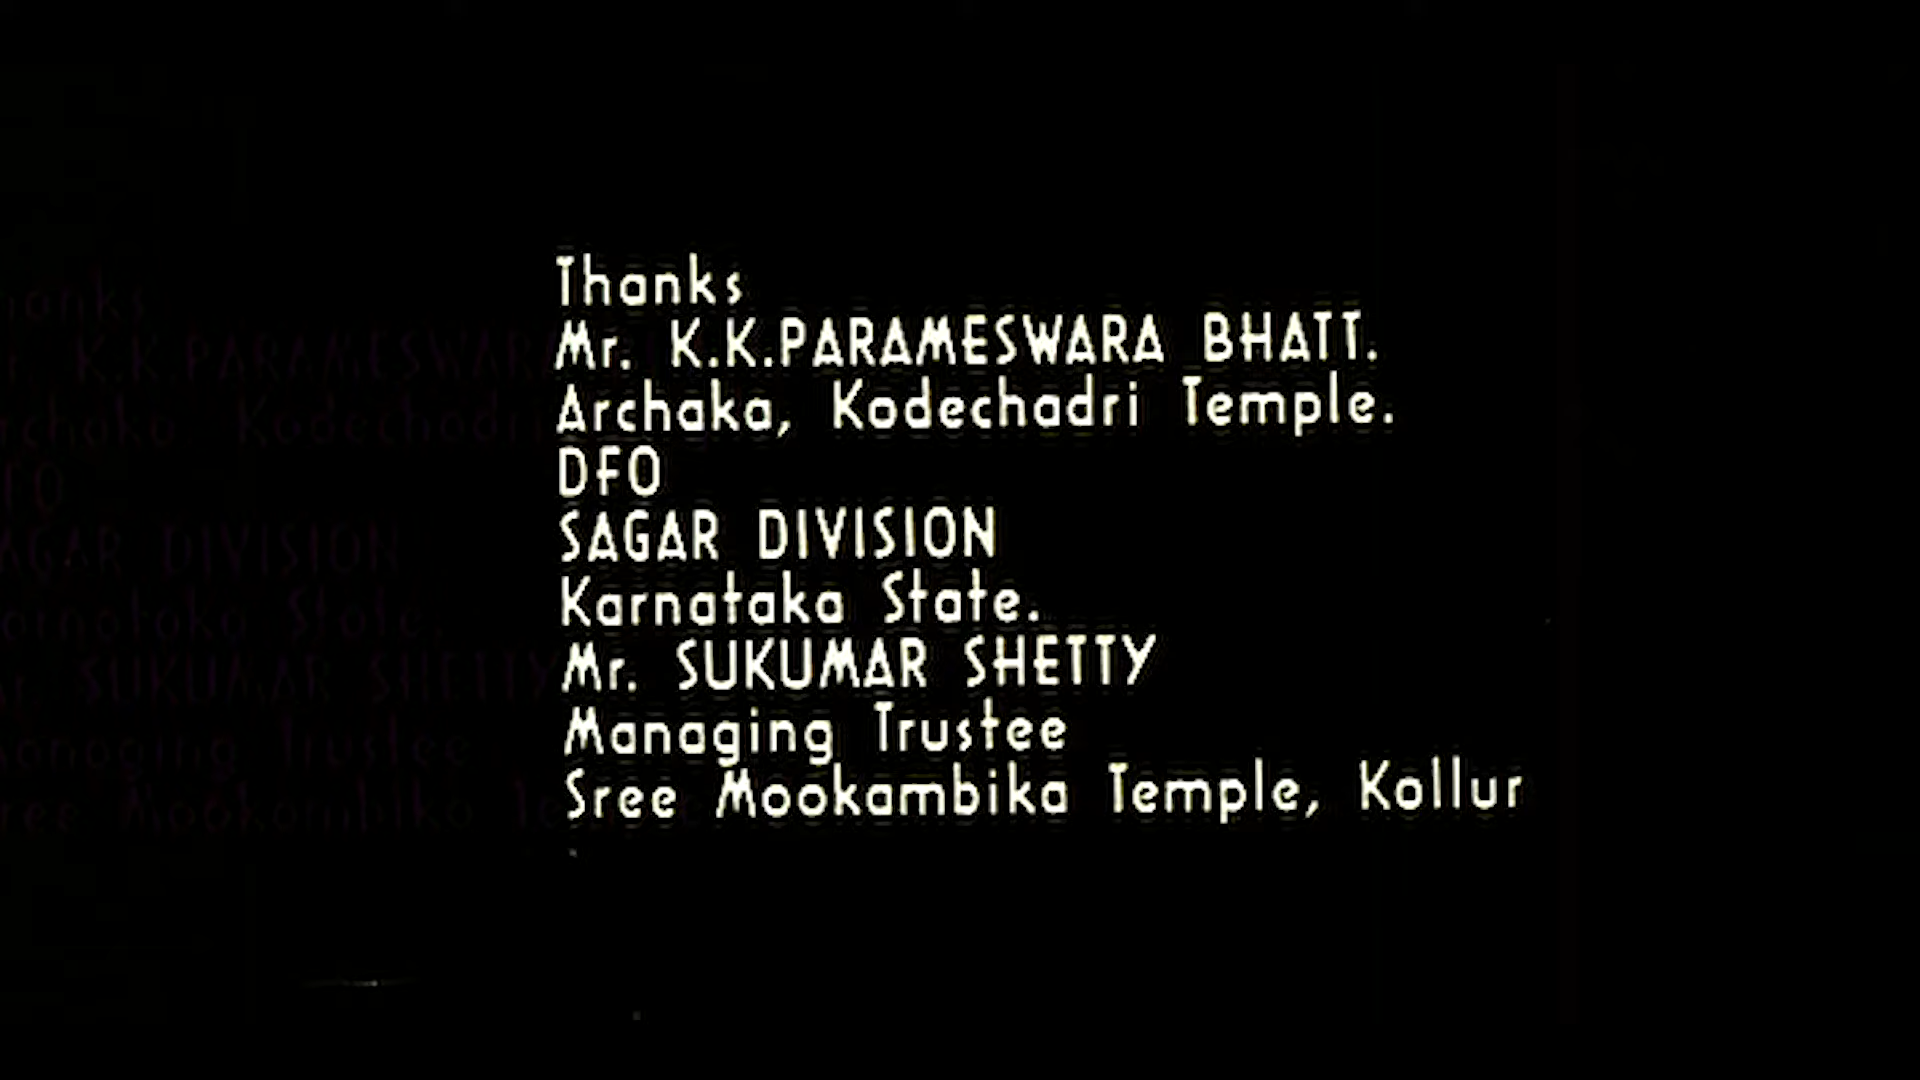 Thanks
Mr. K.K.PARAMESWARA BHATT.
Archaka, Kodechadri Temple.
DFO
SAGAR DIVISION
Karnataka State.
Mr. SUKUMAR SHETTY
Managing Trustee
Sree Mookambika Temple, Kollur